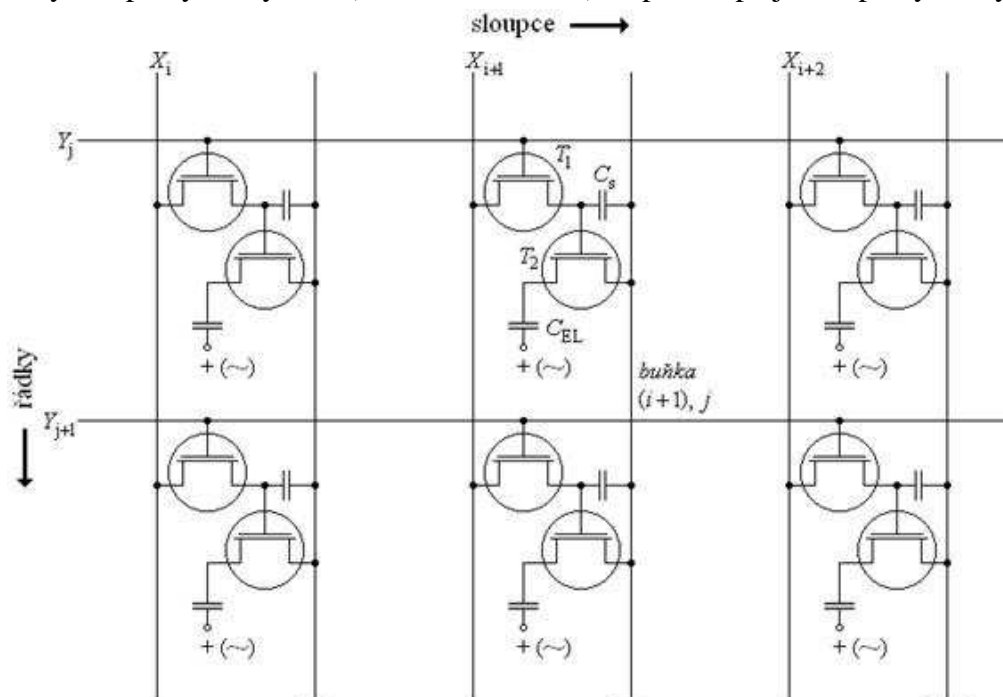 sloupce
X_i X_{i+1} X_{i+2}
Y_j T_1 C_s
T_2
C_EL
+ (∼) + (∼) + (∼)
řádky
buňka
(i+1), j
Y_{j+1}
+ (∼) + (∼) + (∼)